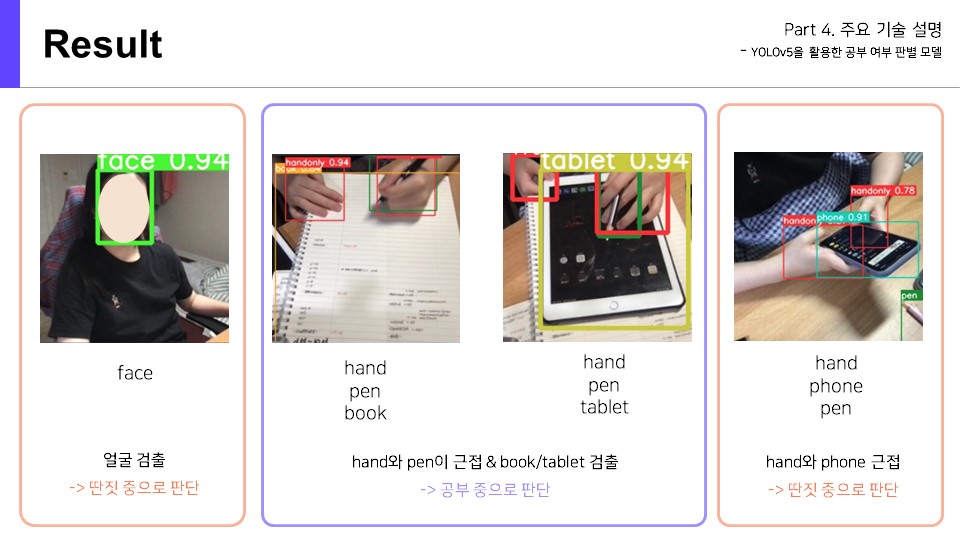 Result
Part 4. 주요 기술 설명
- YOLOv5을 활용한 공부 여부 판별 모델
face 0.94
handonly 0.94
tablet 0.94
handonly 0.78
handon
phone 0.91
pen
face
hand
pen
book
hand
pen
tablet
hand
phone
pen
얼굴 검출
-> 딴짓 중으로 판단
hand와 pen이 근접 & book/tablet 검출
-> 공부 중으로 판단
hand와 phone 근접
-> 딴짓 중으로 판단